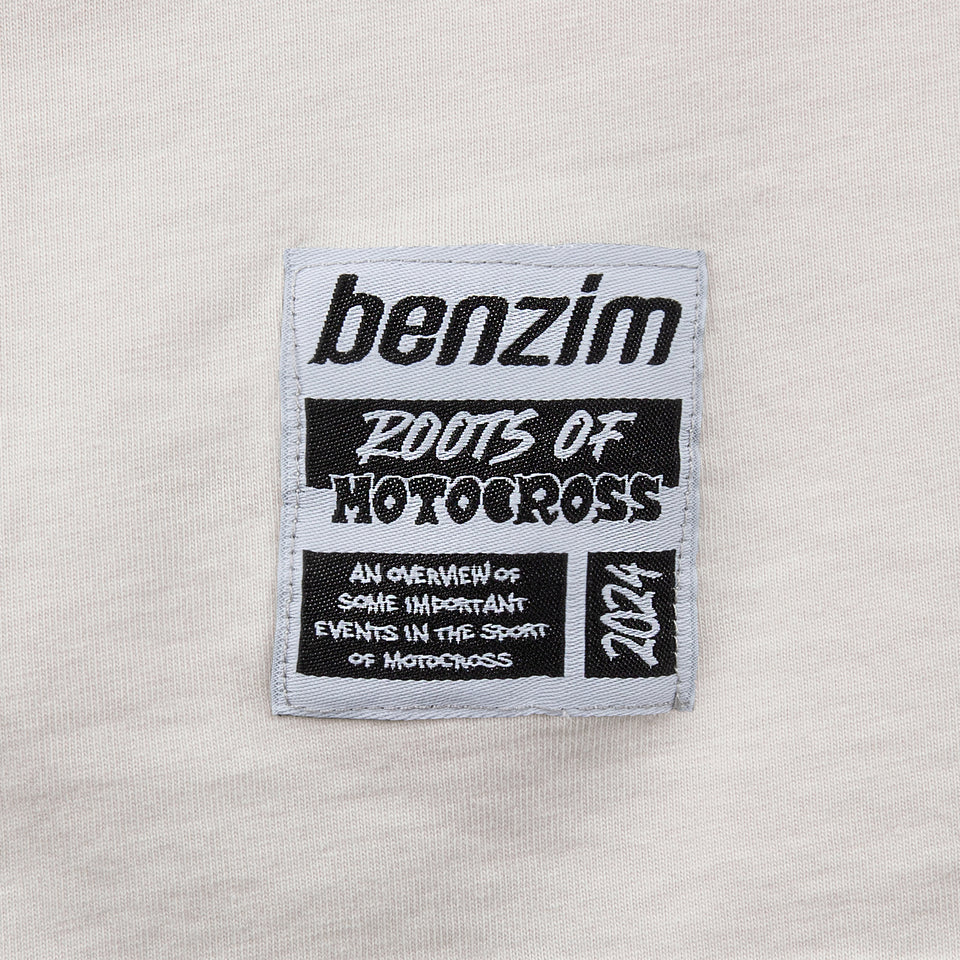 benzim
ROOTS OF
MOTOCROSS
AN OVERVIEW OF
SOME IMPORTANT
EVENTS IN THE SPORT
OF MOTOCROSS
2024